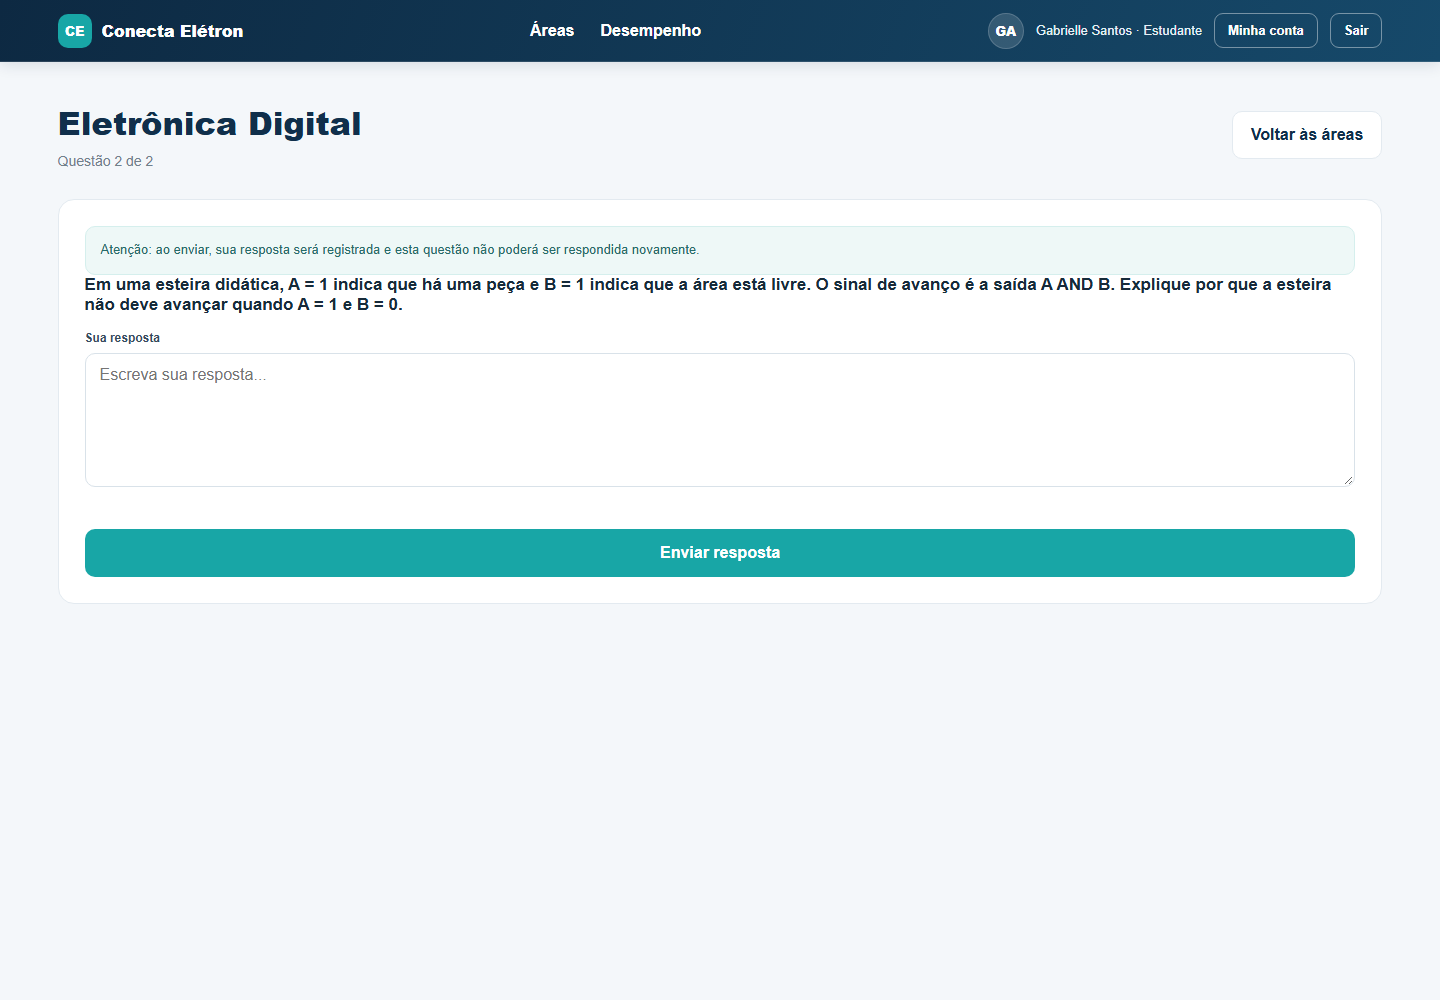 CE Conecta Elétron
Áreas Desempenho
GA Gabrielle Santos · Estudante Minha conta Sair
Eletrônica Digital
Questão 2 de 2
Voltar às áreas
Atenção: ao enviar, sua resposta será registrada e esta questão não poderá ser respondida novamente.
Em uma esteira didática, A = 1 indica que há uma peça e B = 1 indica que a área está livre. O sinal de avanço é a saída A AND B. Explique por que a esteira
não deve avançar quando A = 1 e B = 0.
Sua resposta
Escreva sua resposta...
Enviar resposta